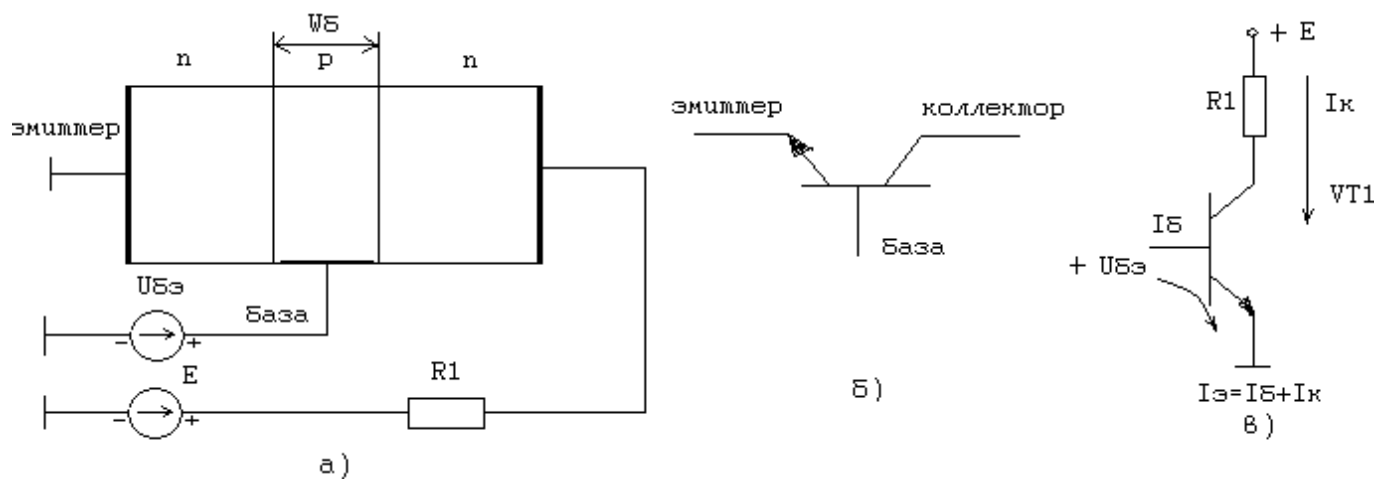 Wб
n
p
n
эмиттер
Uбэ
база
- +
E
R1
- +
а)
эмиттер
коллектор
база
б)
+ E
R1
Iк
VT1
Iб
+ Uбэ
Iэ=Iб+Iк
в)